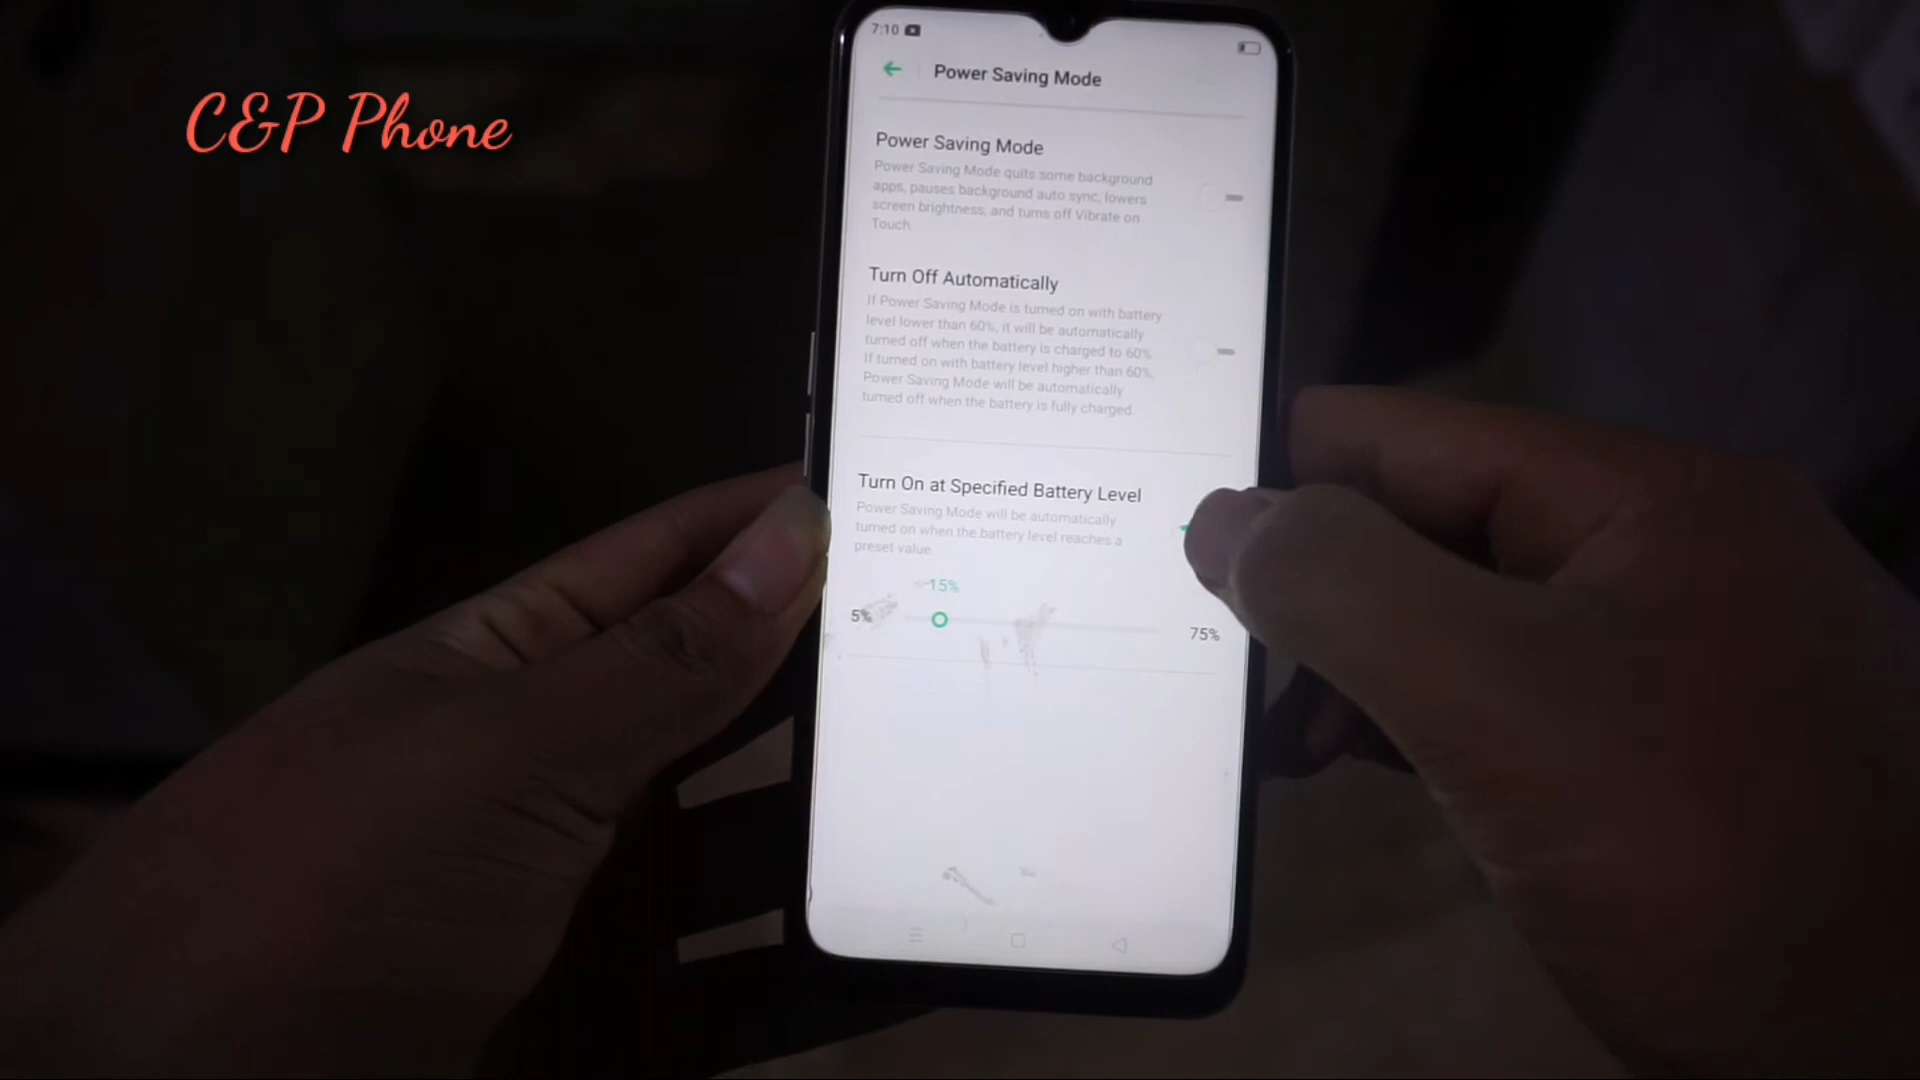 C&P Phone
7:10
Power Saving Mode
Power Saving Mode
Power Saving Mode quits some background
apps, pauses background auto sync, lowers
screen brightness, and turns off Vibrate on
Touch.
Turn Off Automatically
If Power Saving Mode is turned on with battery
level lower than 60%, it will be automatically
turned off when the battery is charged to 60%.
If turned on with battery level higher than 60%,
Power Saving Mode will be automatically
turned off when the battery is fully charged.
Turn On at Specified Battery Level
Power Saving Mode will be automatically
turned on when the battery level reaches a
preset value.
15%
5%
75%